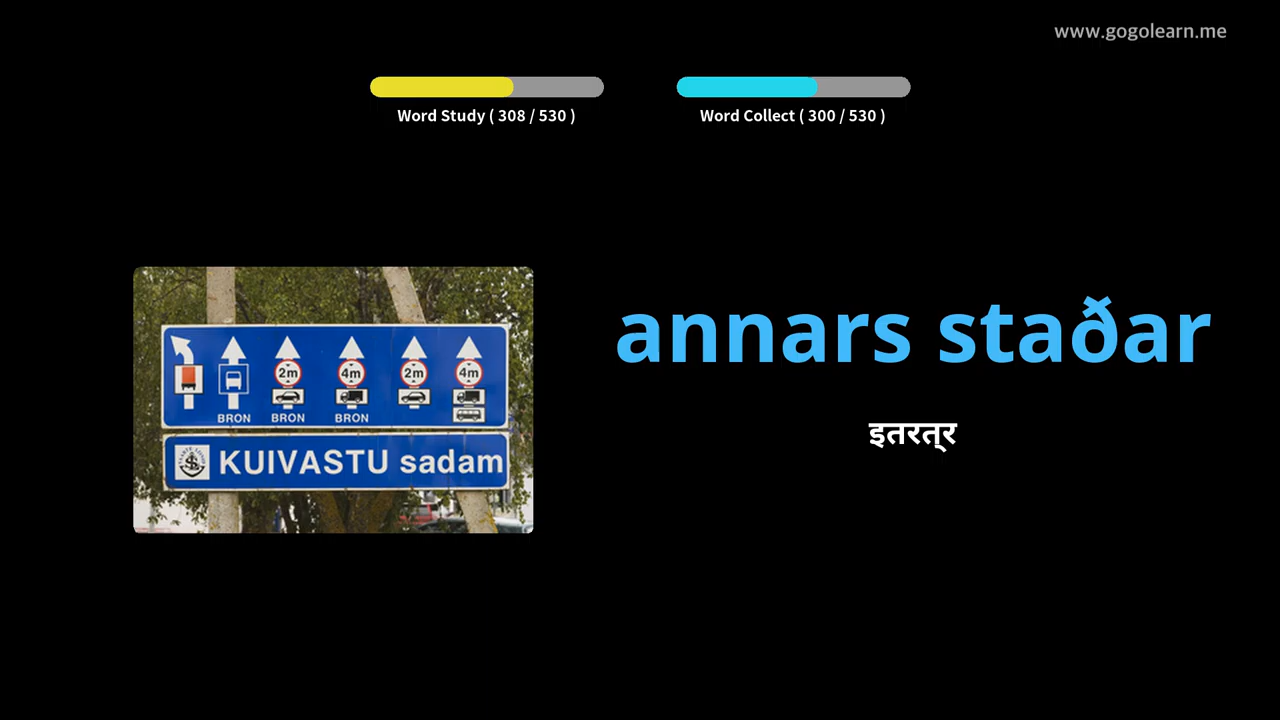 www.gogolearn.me
Word Study ( 308 / 530 )
Word Collect ( 300 / 530 )
annars staðar
इतरत्र
2m 4m 2m 4m
BRON BRON BRON
KUIVASTU sadam